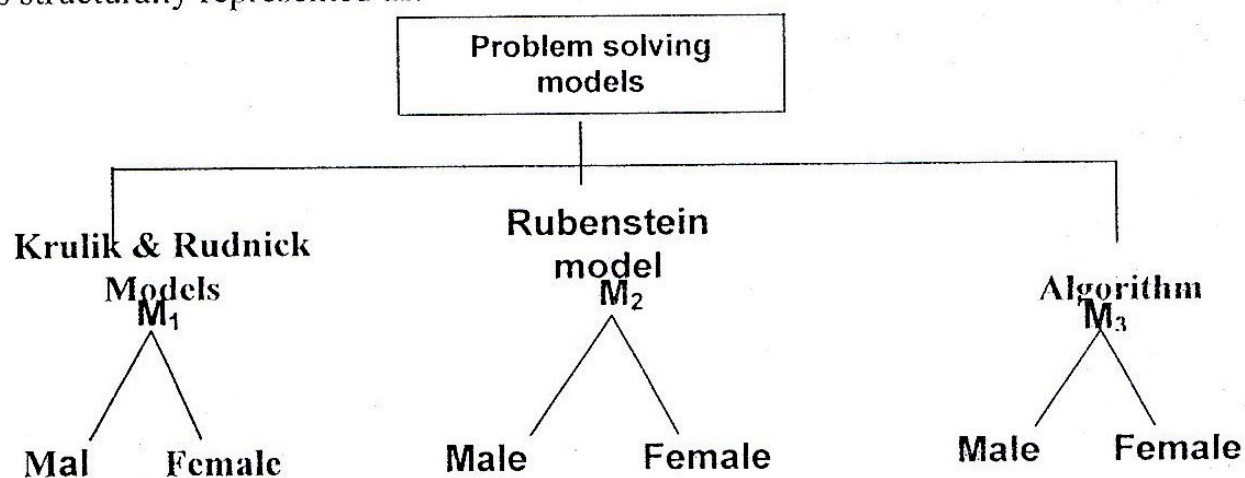 Problem solving
models
Krulik & Rudnick
Models
M₁
Rubenstein
model
M₂
Algorithm
M₃
Mal Female
Male Female
Male Female